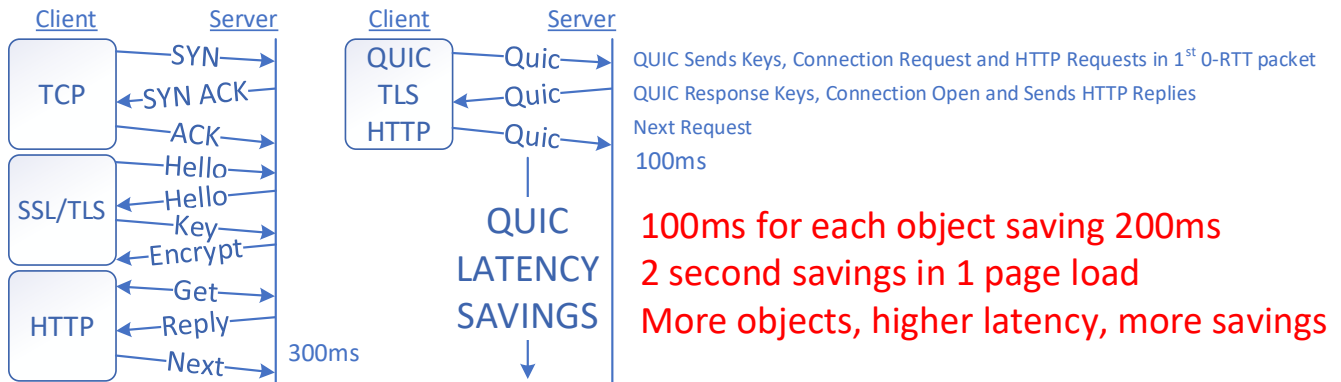 Client Server
TCP
SYN
SYN ACK
ACK
SSL/TLS
Hello
Hello
Key
Encrypt
HTTP
Get
Reply
Next
300ms
Client Server
QUIC
TLS
HTTP
Quic
Quic
Quic
QUIC
LATENCY
SAVINGS
QUIC Sends Keys, Connection Request and HTTP Requests in 1st 0-RTT packet
QUIC Response Keys, Connection Open and Sends HTTP Replies
Next Request
100ms
100ms for each object saving 200ms
2 second savings in 1 page load
More objects, higher latency, more savings